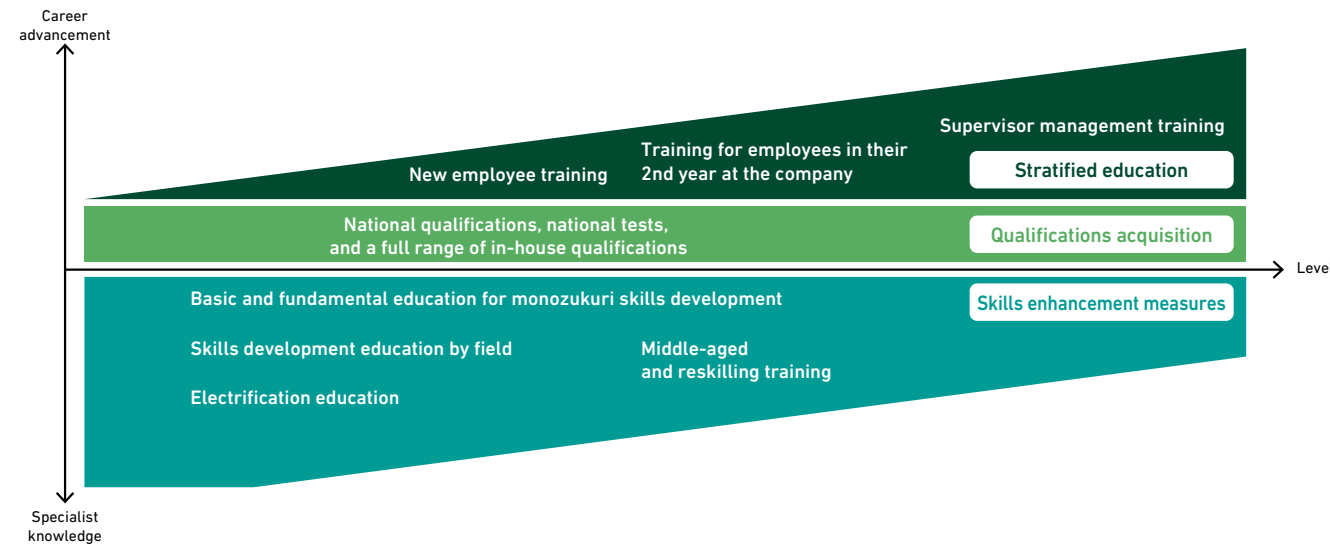 Career
advancement
Supervisor management training
Training for employees in their
2nd year at the company
New employee training
Stratified education
National qualifications, national tests,
and a full range of in-house qualifications
Qualifications acquisition
Leve
Basic and fundamental education for monozukuri skills development
Skills enhancement measures
Skills development education by field
Middle-aged
and reskilling training
Electrification education
Specialist
knowledge